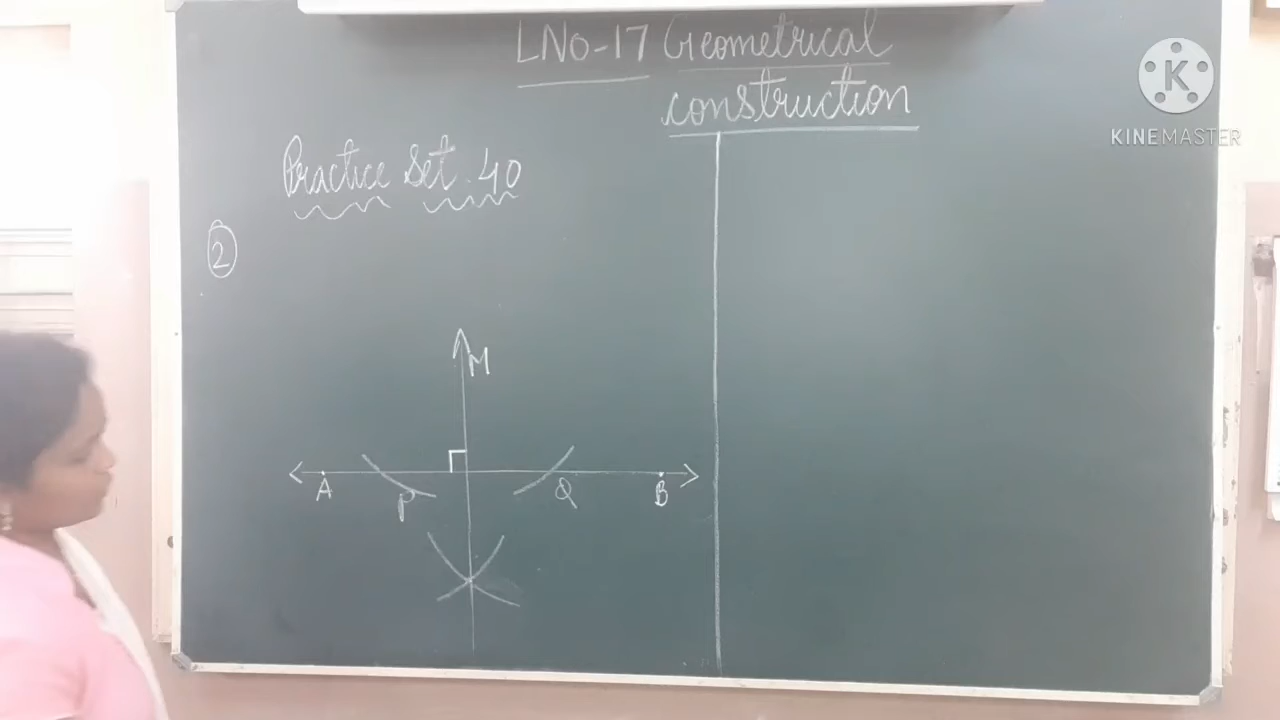 LNo-17 Geometrical
construction
Practice Set. 40
2
M
A
P
Q
B
K
KINEMASTER